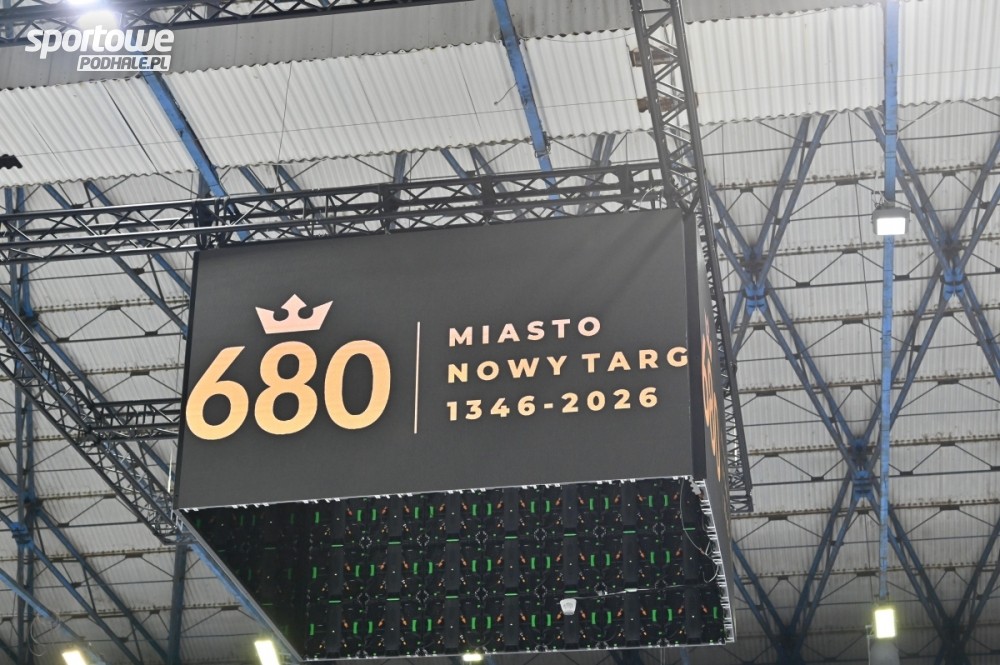 sportowe
PODHALE.PL
680
MIASTO
NOWY TARG
1346-2026